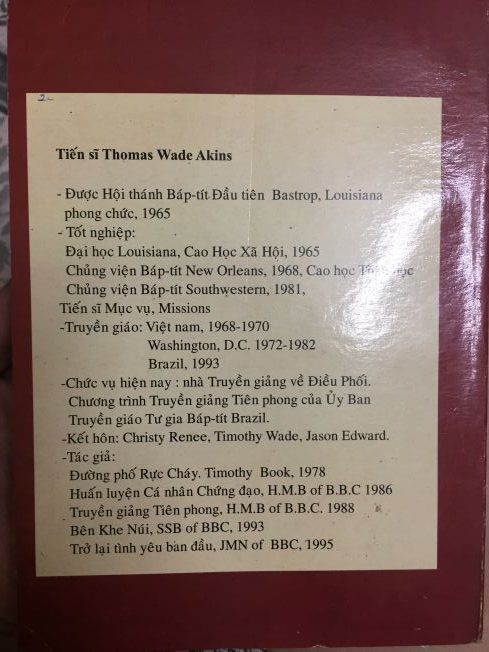 2-
Tiến sĩ Thomas Wade Akins
- Được Hội thánh Báp-tít Đầu tiên Bastrop, Louisiana
phong chức, 1965
- Tốt nghiệp:
Đại học Louisiana, Cao Học Xã Hội, 1965
Chủng viện Báp-tít New Orleans, 1968, Cao học
Chủng viện Báp-tít Southwestern, 1981,
Tiến sĩ Mục vụ, Missions
-Truyền giáo: Việt nam, 1968-1970
Washington, D.C. 1972-1982
Brazil, 1993
-Chức vụ hiện nay : nhà Truyền giảng về Điều Phối.
Chương trình Truyền giảng Tiên phong của Ủy Ban
Truyền giáo Tư gia Báp-tít Brazil.
-Kết hôn: Christy Renee, Timothy Wade, Jason Edward.
-Tác giả:
Đường phố Rực Cháy. Timothy Book, 1978
Huấn luyện Cá nhân Chứng đạo, H.M.B of B.B.C 1986
Truyền giảng Tiên phong, H.M.B of B.B.C. 1988
Bên Khe Núi, SSB of BBC, 1993
Trở lại tình yêu ban đầu, JMN of BBC, 1995